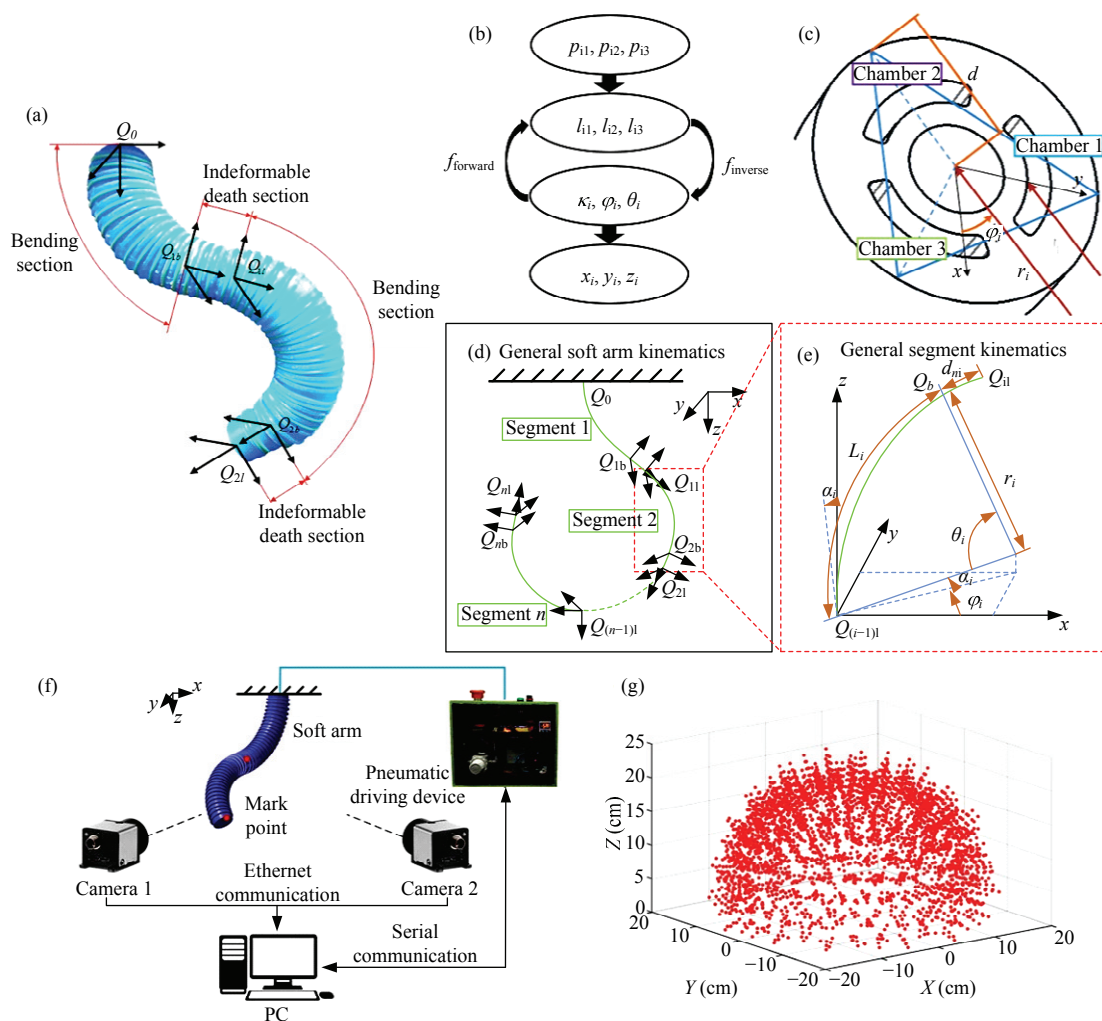 (a)
Q0
Indeformable
death section
Q1b
Q1l
Bending
section
Bending
section
Q2b
Q2l
Indeformable
death section
(b)
pi1, pi2, pi3
li1, li2, li3
fforward
finverse
κi, φi, θi
xi, yi, zi
(c)
Chamber 2
d
Chamber 1
y
Chamber 3
φj
x
ri
(d) General soft arm kinematics
Q0
x
y
z
Segment 1
Q1b
Q1l
Qnl
Segment 2
Qnb
Q2b
Q2l
Segment n
Q(n−1)l
(e)
General segment kinematics
z
Qb
dni
Qil
Li
αi
ri
y
θi
αi
φi
Q(i−1)l
x
(f)
x
y
z
Soft arm
Pneumatic
driving device
Mark
point
Camera 1
Camera 2
Ethernet
communication
Serial
communication
PC
(g)
25
20
15
10
5
0
Z (cm)
20
10
0
−10
−20
Y (cm)
−20
−10
0
10
20
X (cm)